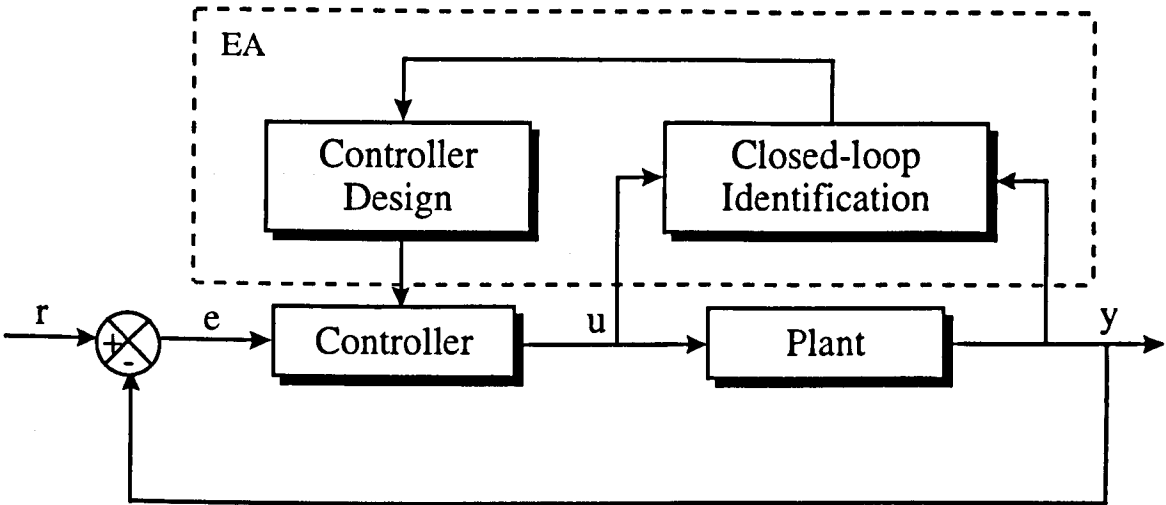 EA
Controller
Design
Closed-loop
Identification
r
+
-
e
Controller
u
Plant
y